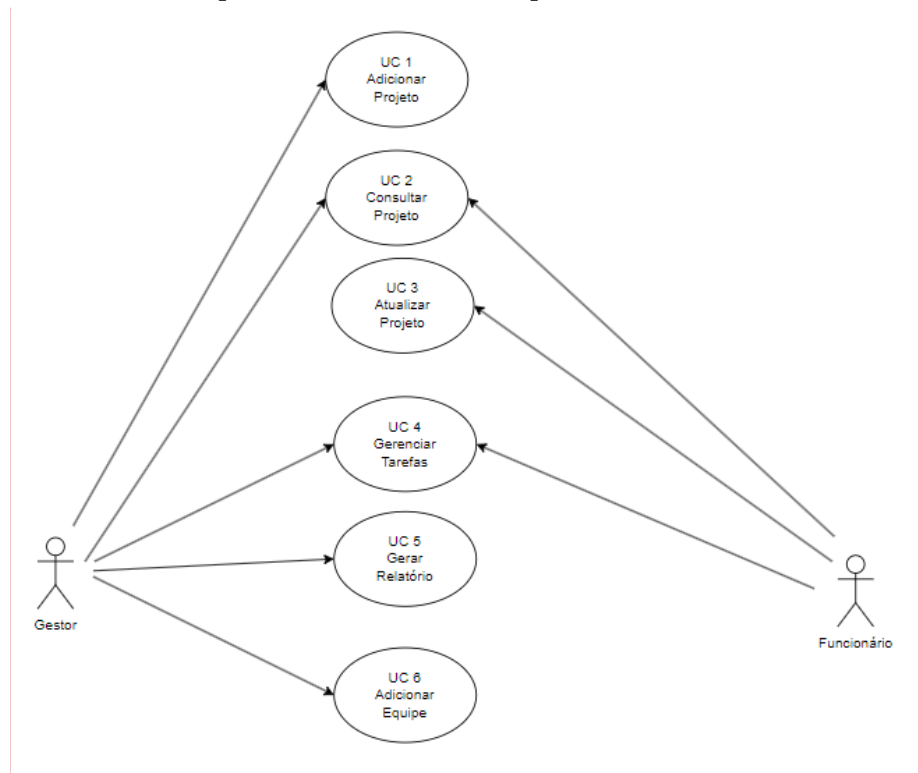 UC 1
Adicionar
Projeto
UC 2
Consultar
Projeto
UC 3
Atualizar
Projeto
UC 4
Gerenciar
Tarefas
UC 5
Gerar
Relatório
Gestor
Funcionário
UC 6
Adicionar
Equipe